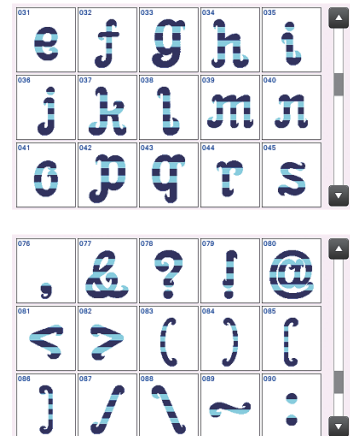 031 032 033 034 035
e f g h i
036 037 038 039 040
j k l m n
041 042 043 044 045
o p q r s
076 077 078 079 080
, & ? ! @
081 082 083 084 085
< > ( ) [
086 087 088 089 090
] / \ ~ :